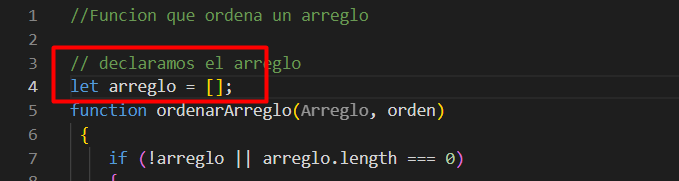 1 //Funcion que ordena un arreglo
2
3 // declaramos el arreglo
4 let arreglo = [];
5 function ordenarArreglo(Arreglo, orden)
6 {
7 if (!arreglo || arreglo.length === 0)
8 {